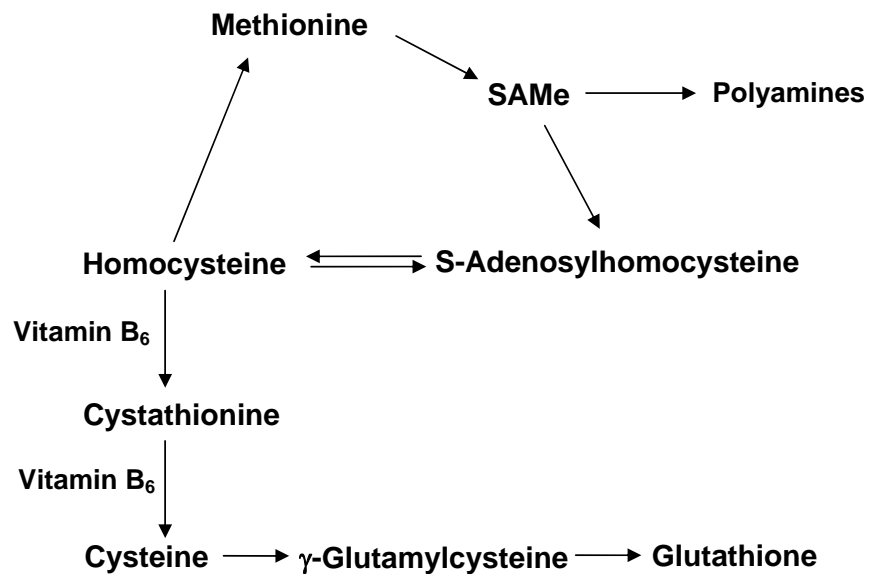 Methionine
SAMe
Polyamines
Homocysteine
S-Adenosylhomocysteine
Vitamin B₆
Cystathionine
Vitamin B₆
Cysteine
γ-Glutamylcysteine
Glutathione